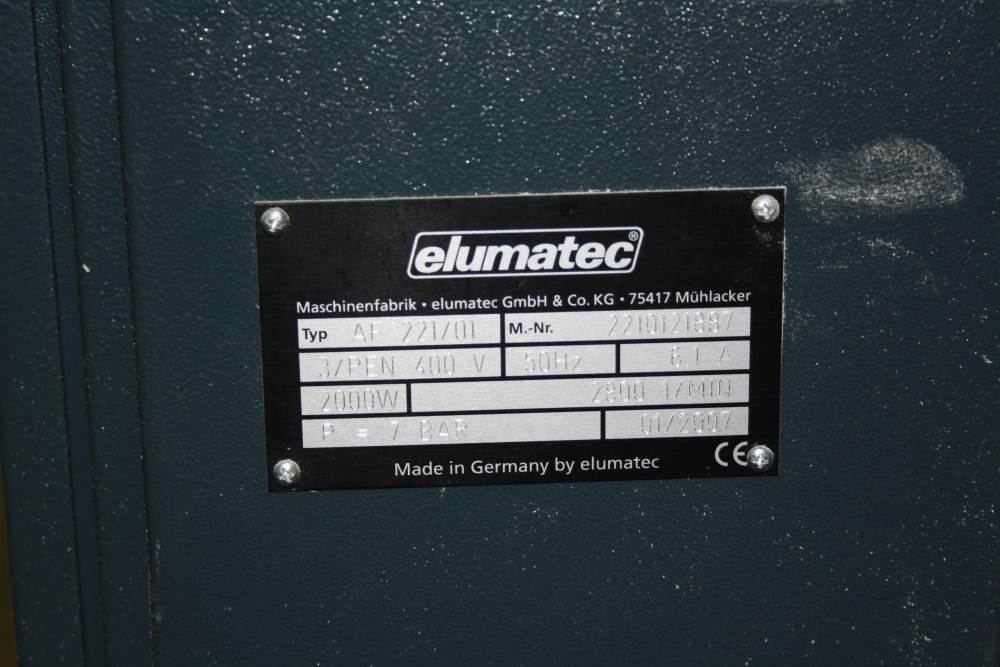 elumatec®
Maschinenfabrik • elumatec GmbH & Co. KG • 75417 Mühlacker
Typ AF 221/01 M.-Nr. 2210121887
3/PEN 400 V 50Hz 6.1 A
2000W 2800 1/MIN
P = 7 BAR 01/2007
Made in Germany by elumatec CE